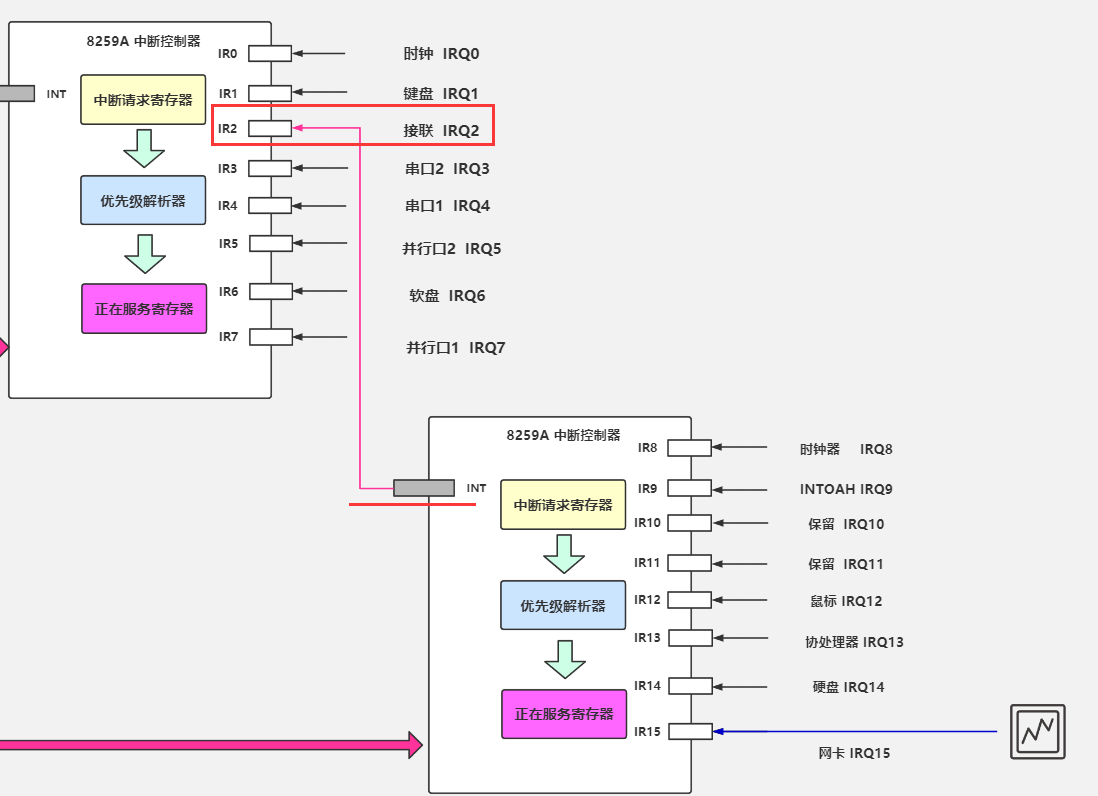 8259A 中断控制器
INT
中断请求寄存器
优先级解析器
正在服务寄存器
IR0 时钟 IRQ0
IR1 键盘 IRQ1
IR2 接联 IRQ2
IR3 串口2 IRQ3
IR4 串口1 IRQ4
IR5 并行口2 IRQ5
IR6 软盘 IRQ6
IR7 并行口1 IRQ7
8259A 中断控制器
INT
中断请求寄存器
优先级解析器
正在服务寄存器
IR8 时钟器 IRQ8
IR9 INTOAH IRQ9
IR10 保留 IRQ10
IR11 保留 IRQ11
IR12 鼠标 IRQ12
IR13 协处理器 IRQ13
IR14 硬盘 IRQ14
IR15 网卡 IRQ15